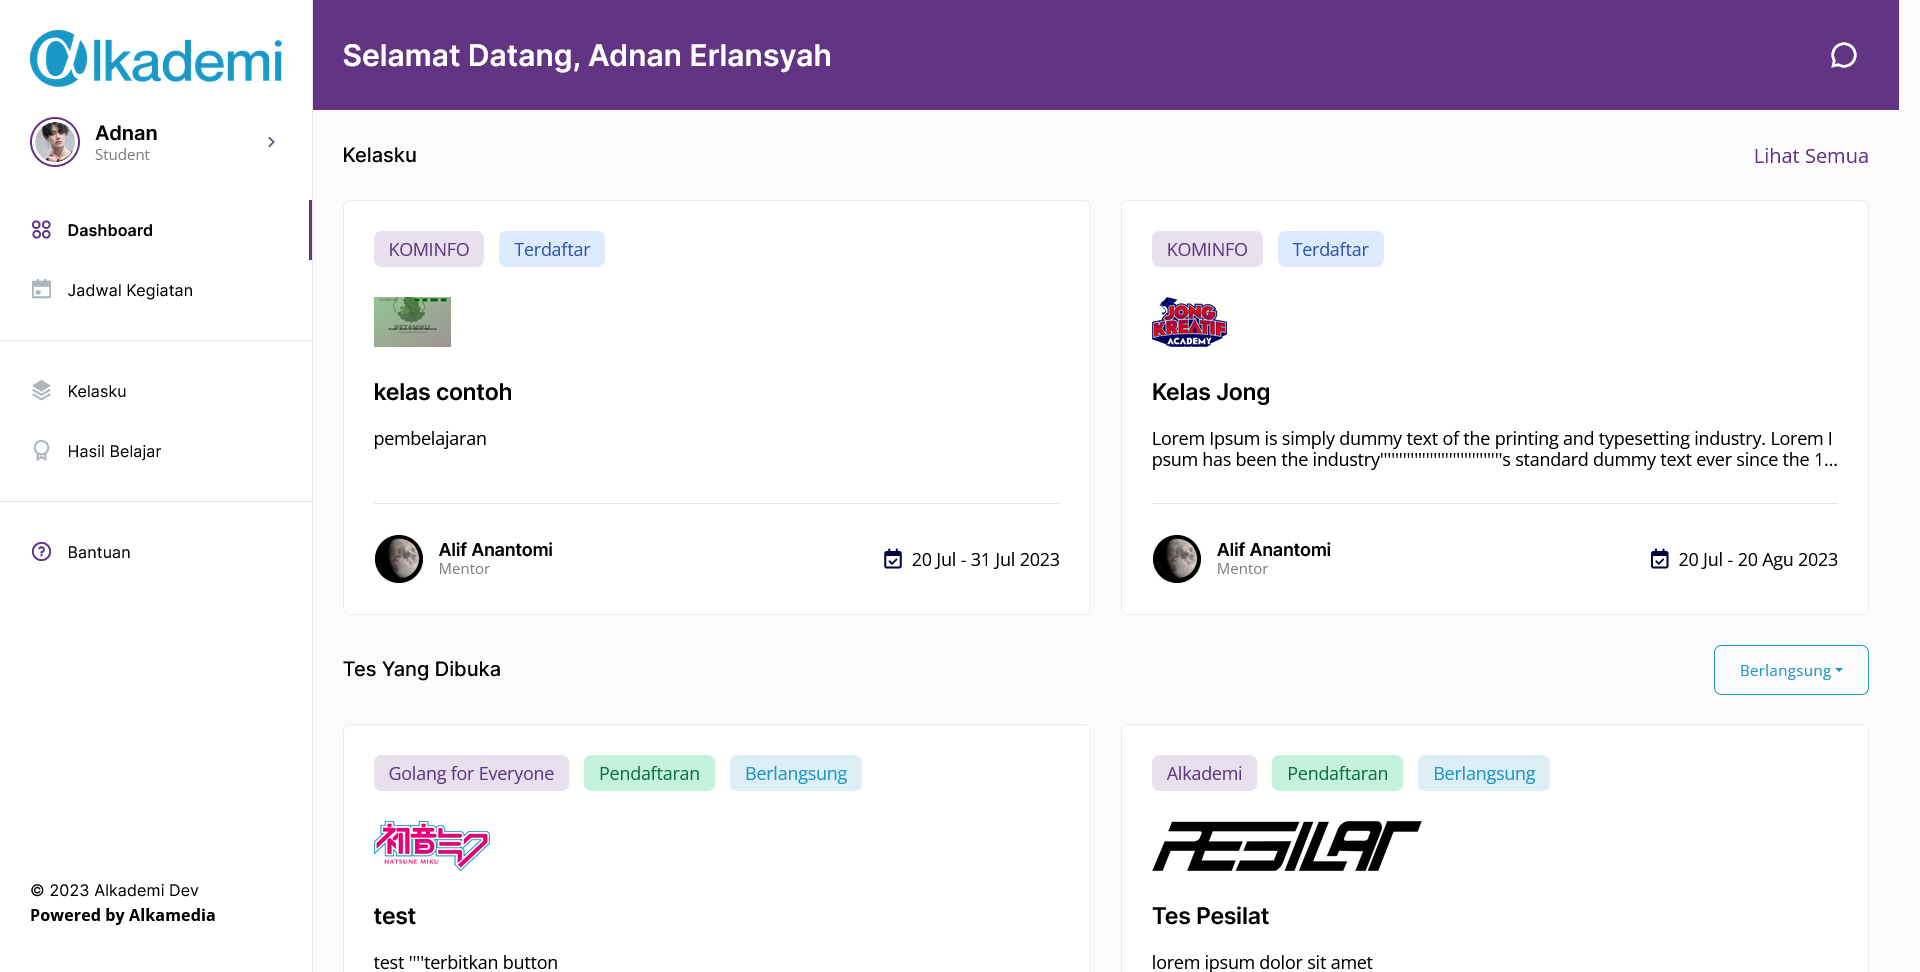 Alkademi
Adnan
Student
Dashboard
Jadwal Kegiatan
Kelasku
Hasil Belajar
Bantuan
© 2023 Alkademi Dev
Powered by Alkamedia
Selamat Datang, Adnan Erlansyah
Kelasku
Lihat Semua
KOMINFO
Terdaftar
PETANIKU
kelas contoh
pembelajaran
Alif Anantomi
Mentor
20 Jul - 31 Jul 2023
KOMINFO
Terdaftar
JONG
KREATIF
ACADEMY
Kelas Jong
Lorem Ipsum is simply dummy text of the printing and typesetting industry. Lorem I
psum has been the industry''''''''''''''''''''''''''''''''s standard dummy text ever since the 1...
Alif Anantomi
Mentor
20 Jul - 20 Agu 2023
Tes Yang Dibuka
Berlangsung
Golang for Everyone
Pendaftaran
Berlangsung
初音ミク
HATSUNE MIKU
test
test ''''terbitkan button
Alkademi
Pendaftaran
Berlangsung
PESILAT
Tes Pesilat
lorem ipsum dolor sit amet